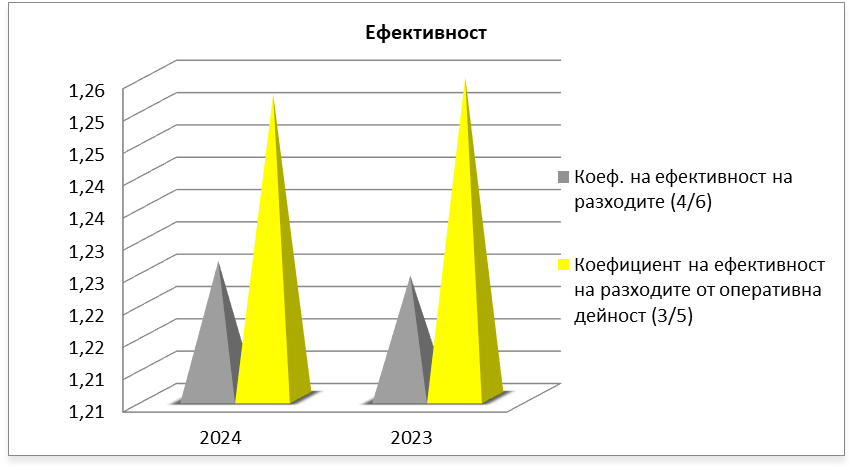 Ефективност
1,26
1,25
1,25
1,24
1,24
1,23
1,23
1,22
1,22
1,21
1,21
2024
2023
Коеф. на ефективност на
разходите (4/6)
Коефициент на ефективност
на разходите от оперативна
дейност (3/5)